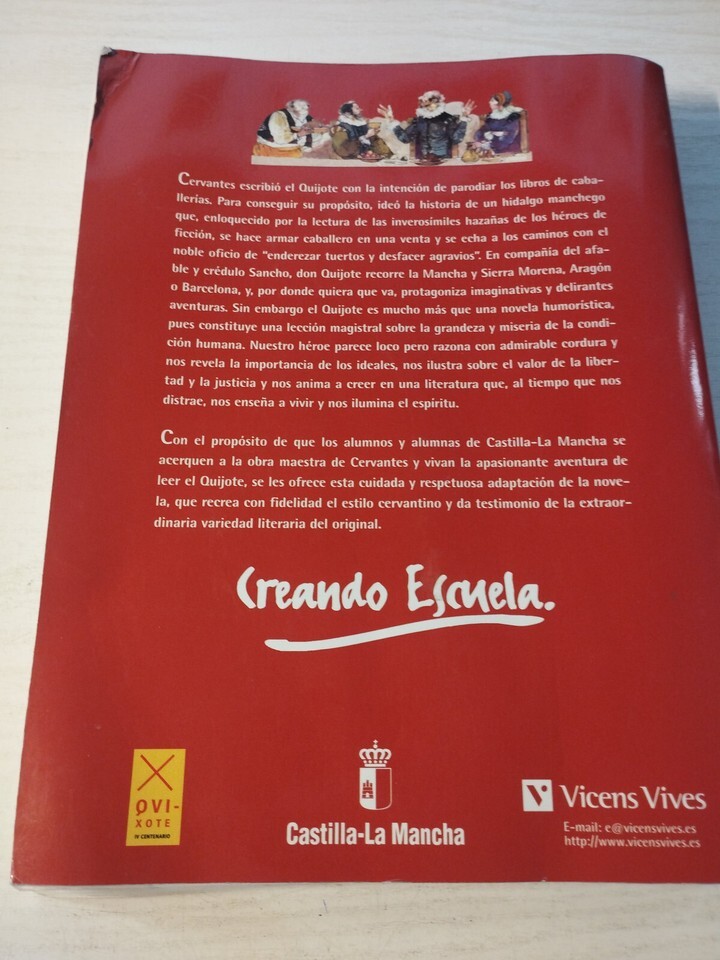 Cervantes escribió el Quijote con la intención de parodiar los libros de caba-
llerías. Para conseguir su propósito, ideó la historia de un hidalgo manchego
que, enloquecido por la lectura de las inverosímiles hazañas de los héroes de
ficción, se hace armar caballero en una venta y se echa a los caminos con el
noble oficio de "enderezar tuertos y desfacer agravios". En compañía del afa-
ble y crédulo Sancho, don Quijote recorre la Mancha y Sierra Morena, Aragón
o Barcelona, y, por donde quiera que va, protagoniza imaginativas y delirantes
aventuras. Sin embargo el Quijote es mucho más que una novela humorística,
pues constituye una lección magistral sobre la grandeza y miseria de la condi-
ción humana. Nuestro héroe parece loco pero razona con admirable cordura y
nos revela la importancia de los ideales, nos ilustra sobre el valor de la liber-
tad y la justicia y nos anima a creer en una literatura que, al tiempo que nos
distrae, nos enseña a vivir y nos ilumina el espíritu.
Con el propósito de que los alumnos y alumnas de Castilla-La Mancha se
acerquen a la obra maestra de Cervantes y vivan la apasionante aventura de
leer el Quijote, se les ofrece esta cuidada y respetuosa adaptación de la nove-
la, que recrea con fidelidad el estilo cervantino y da testimonio de la extraor-
dinaria variedad literaria del original.
Creando Escuela.
QVI-
XOTE
IV CENTENARIO
Castilla-La Mancha
Vicens Vives
E-mail: e@vicensvives.es
http://www.vicensvives.es